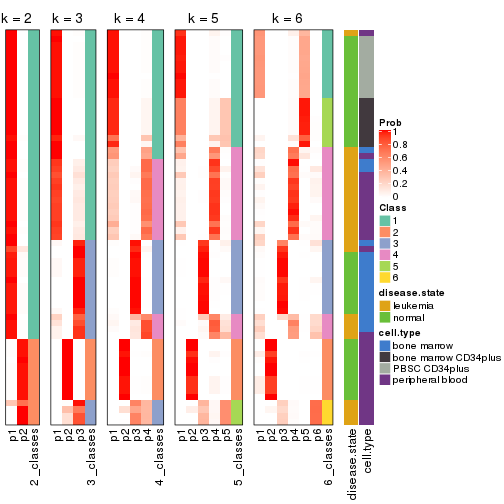 k = 2
k = 3
k = 4
k = 5
k = 6
Prob
1
0.8
0.6
0.4
0.2
0
Class
1
2
3
4
5
6
disease.state
leukemia
normal
cell.type
bone marrow
bone marrow CD34plus
PBSC CD34plus
peripheral blood
p1
p2
2_classes
p1
p2
p3
3_classes
p1
p2
p3
p4
4_classes
p1
p2
p3
p4
p5
5_classes
p1
p2
p3
p4
p5
p6
6_classes
disease.state
cell.type